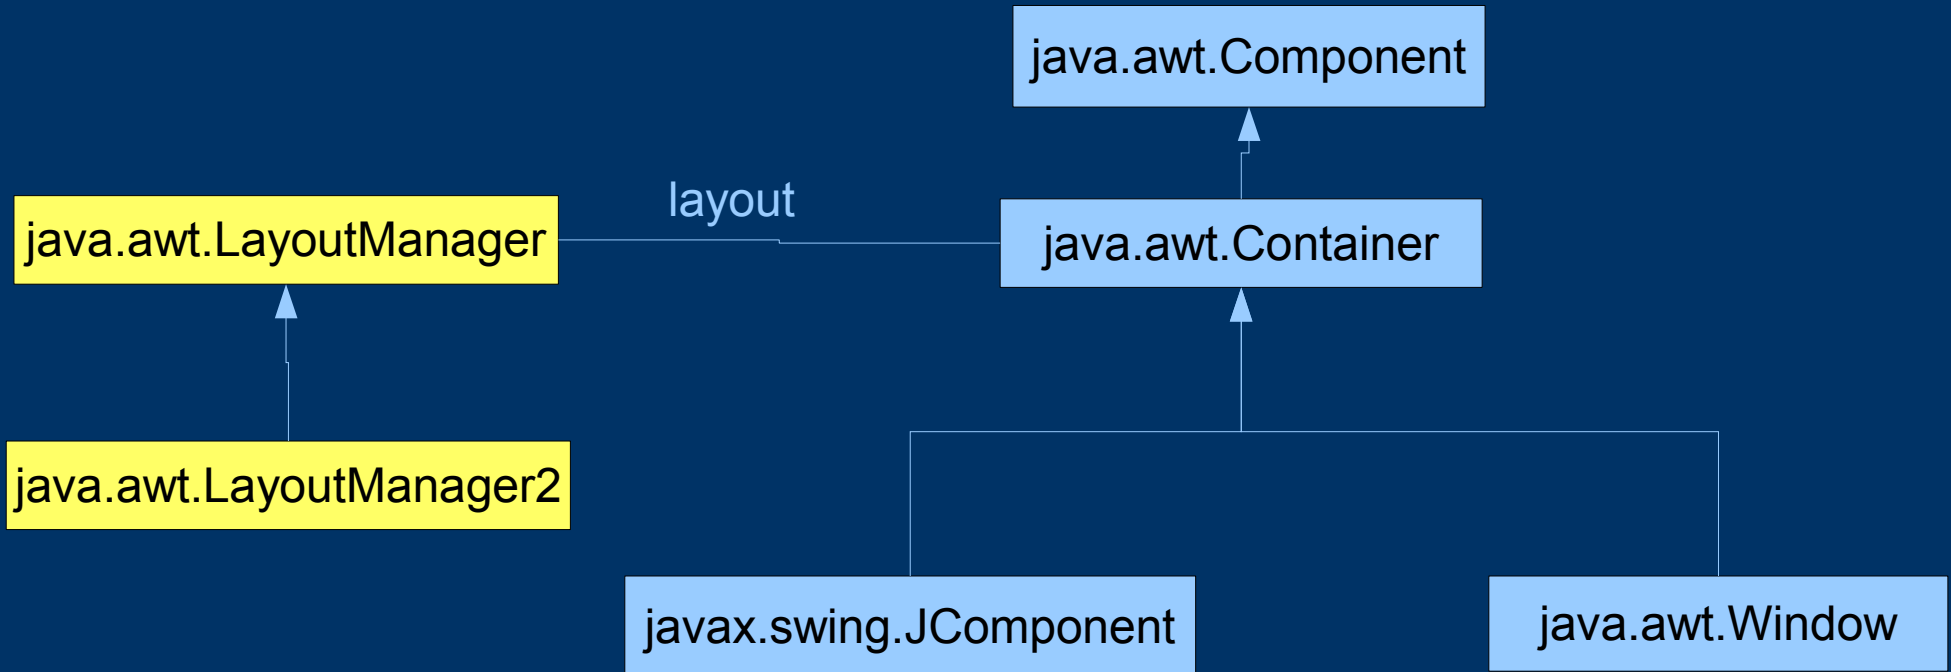 java.awt.Component
layout
java.awt.LayoutManager
java.awt.Container
java.awt.LayoutManager2
javax.swing.JComponent
java.awt.Window